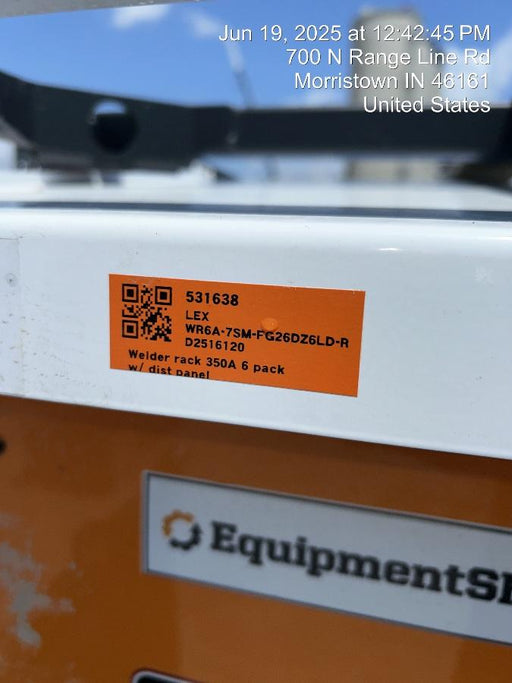 Jun 19, 2025 at 12:42:45 PM
700 N Range Line Rd
Morristown IN 46161
United States
531638
LEX
WR6A-7SM-FG26DZ6LD-R
D2516120
Welder rack 350A 6 pack
w/ dist panel